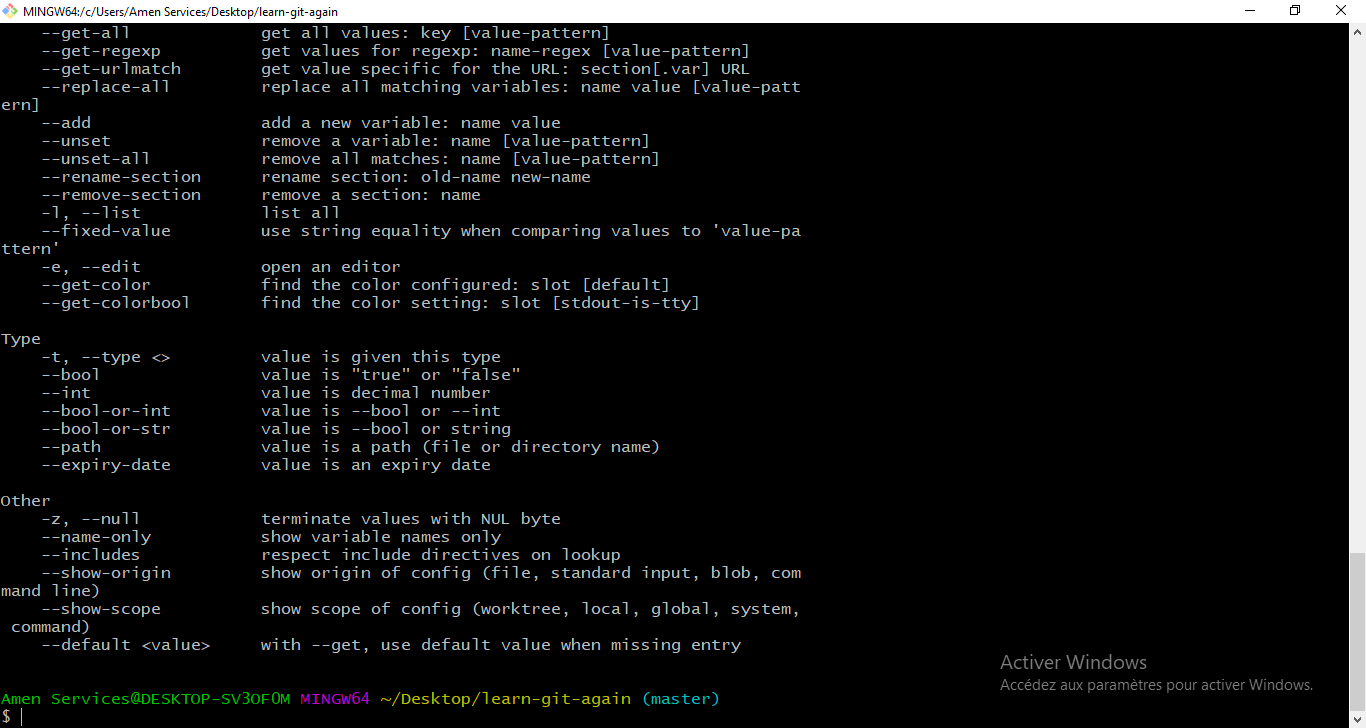 MINGW64:/c/Users/Amen Services/Desktop/learn-git-again
--get-all get all values: key [value-pattern]
--get-regexp get values for regexp: name-regex [value-pattern]
--get-urlmatch get value specific for the URL: section[.var] URL
--replace-all replace all matching variables: name value [value-patt
ern]
--add add a new variable: name value
--unset remove a variable: name [value-pattern]
--unset-all remove all matches: name [value-pattern]
--rename-section rename section: old-name new-name
--remove-section remove a section: name
-l, --list list all
--fixed-value use string equality when comparing values to 'value-pa
ttern'
-e, --edit open an editor
--get-color find the color configured: slot [default]
--get-colorbool find the color setting: slot [stdout-is-tty]
Type
-t, --type <> value is given this type
--bool value is "true" or "false"
--int value is decimal number
--bool-or-int value is --bool or --int
--bool-or-str value is --bool or string
--path value is a path (file or directory name)
--expiry-date value is an expiry date
Other
-z, --null terminate values with NUL byte
--name-only show variable names only
--includes respect include directives on lookup
--show-origin show origin of config (file, standard input, blob, com
mand line)
--show-scope show scope of config (worktree, local, global, system,
command)
--default <value> with --get, use default value when missing entry
Amen Services@DESKTOP-SV3OF0M MINGW64 ~/Desktop/learn-git-again (master)
$
Activer Windows
Accédez aux paramètres pour activer Windows.